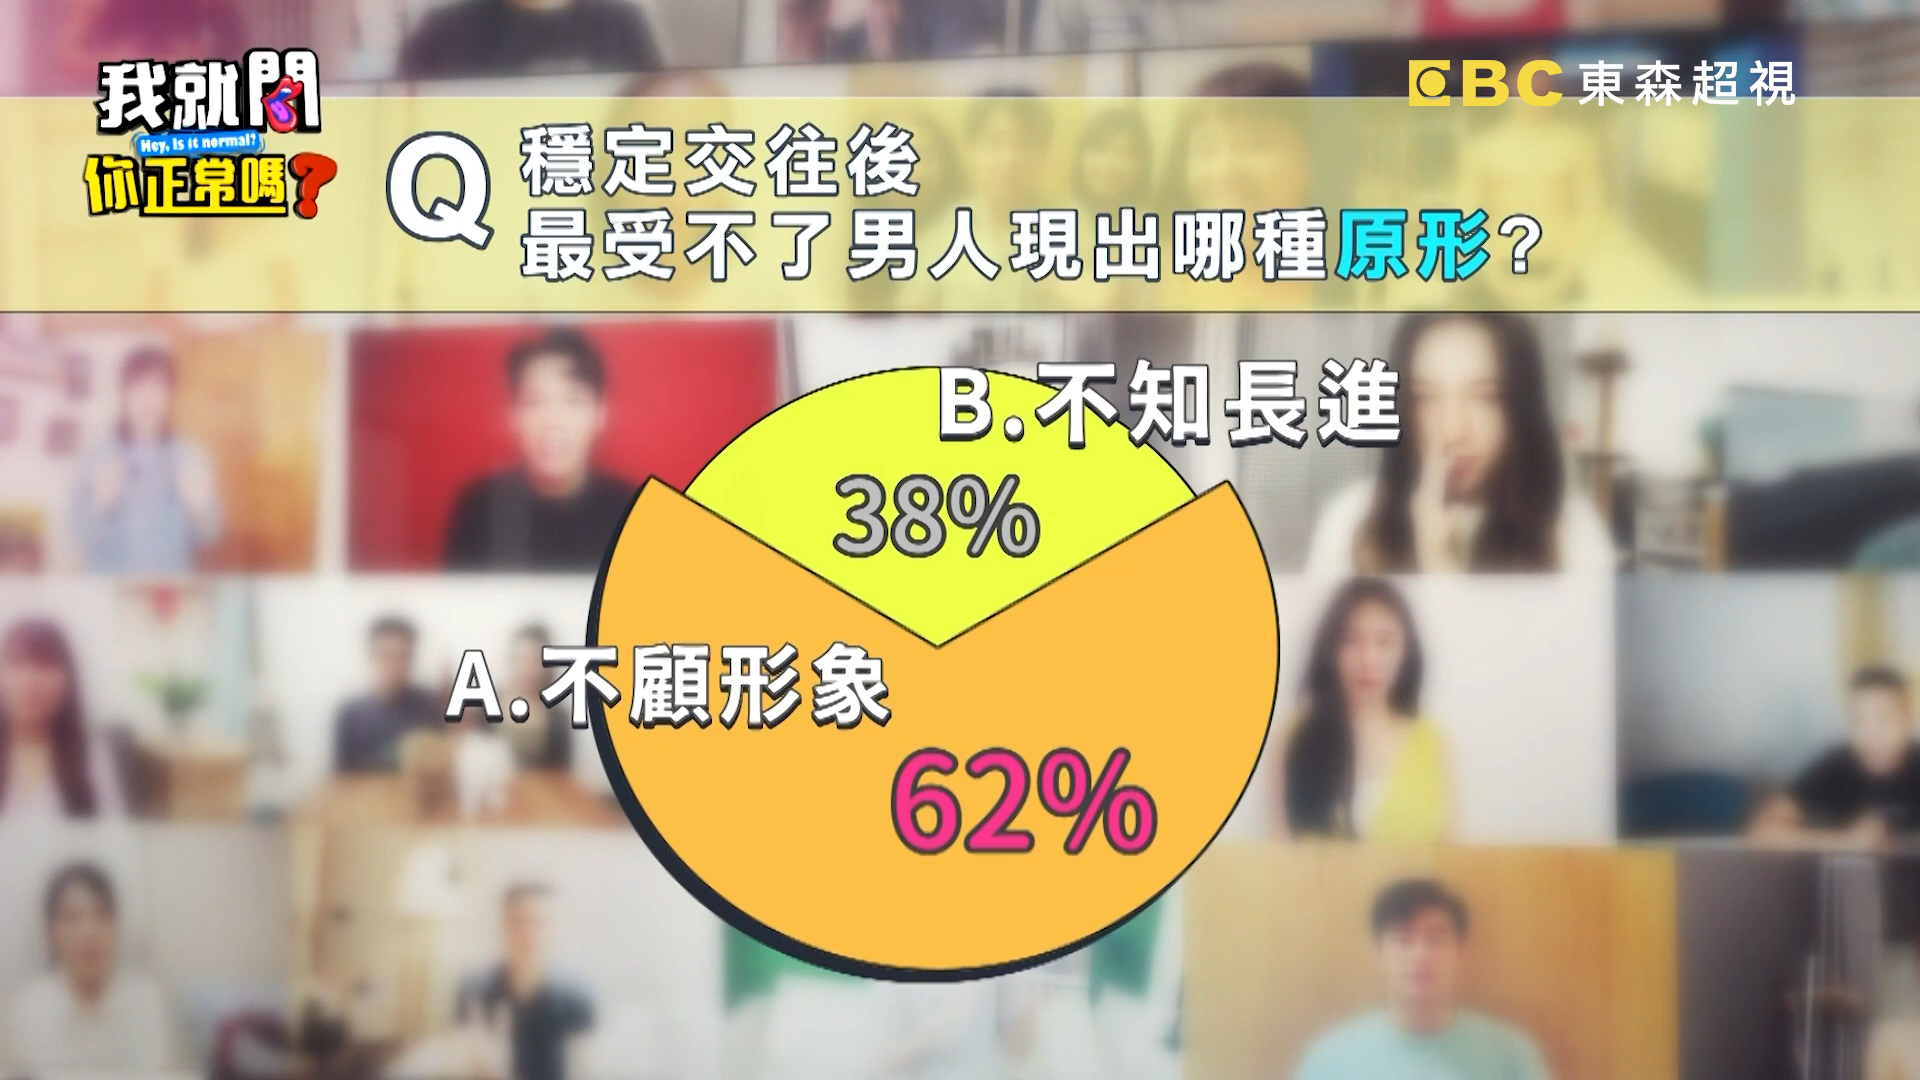 我就問
Hey, Is it normal?
你正常嗎?
EBC 東森超視
Q 穩定交往後
最受不了男人現出哪種原形?
B.不知長進
38%
A.不顧形象
62%